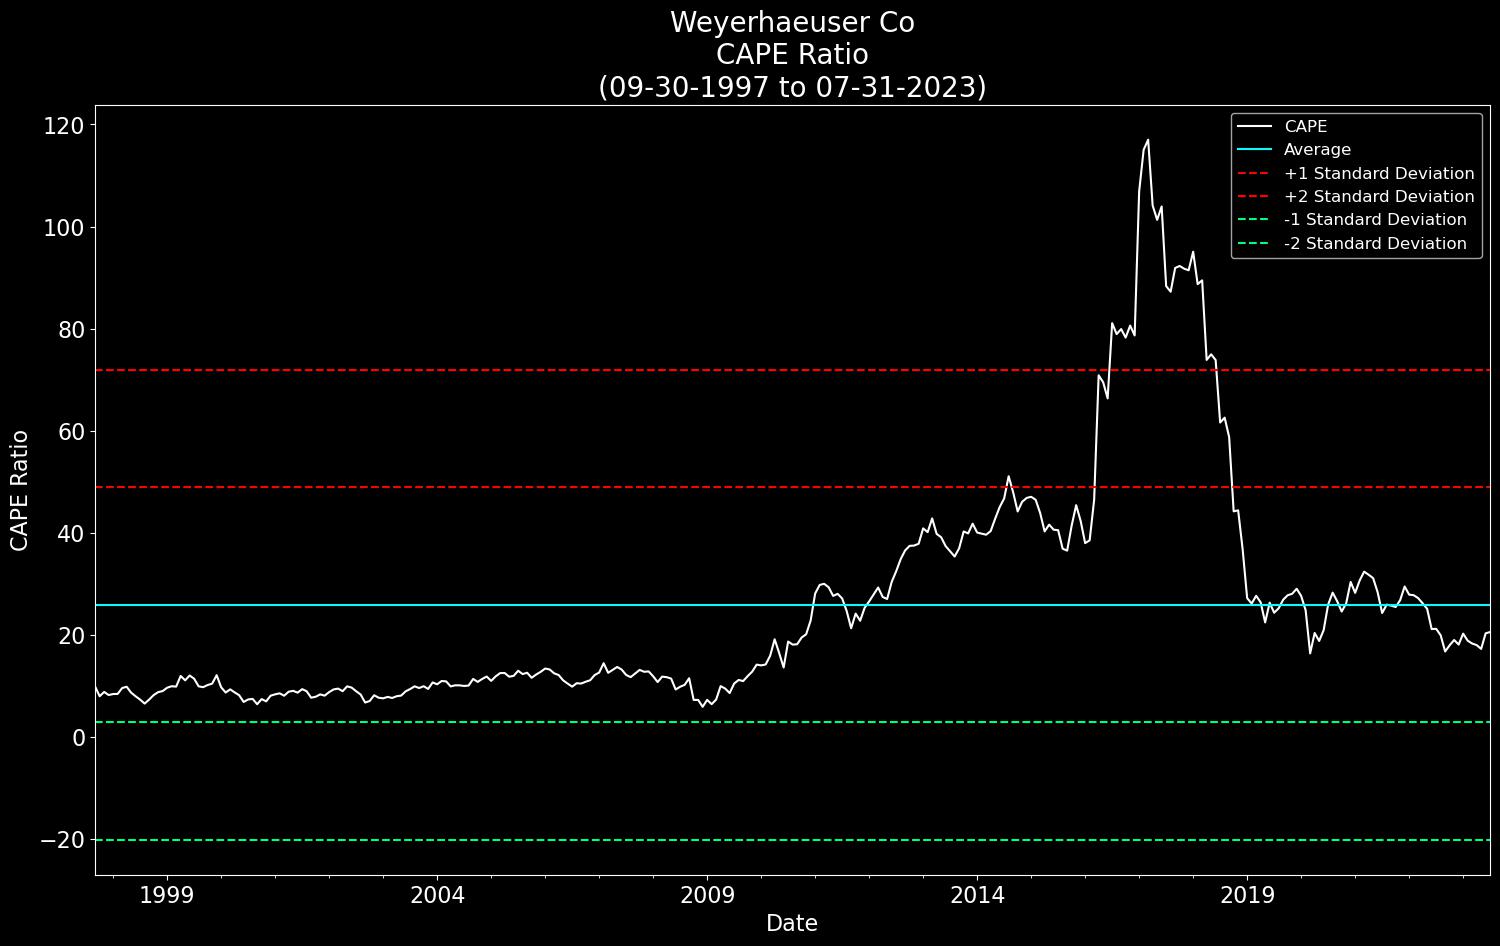 Weyerhaeuser Co
CAPE Ratio
(09-30-1997 to 07-31-2023)
CAPE
Average
+1 Standard Deviation
+2 Standard Deviation
-1 Standard Deviation
-2 Standard Deviation
CAPE Ratio
120
100
80
60
40
20
0
−20
1999 2004 2009 2014 2019
Date